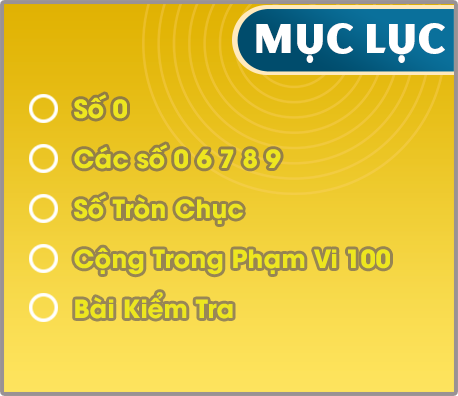 MỤC LỤC
Số 0
Các số 0 6 7 8 9
Số Tròn Chục
Cộng Trong Phạm Vi 100
Bài Kiểm Tra